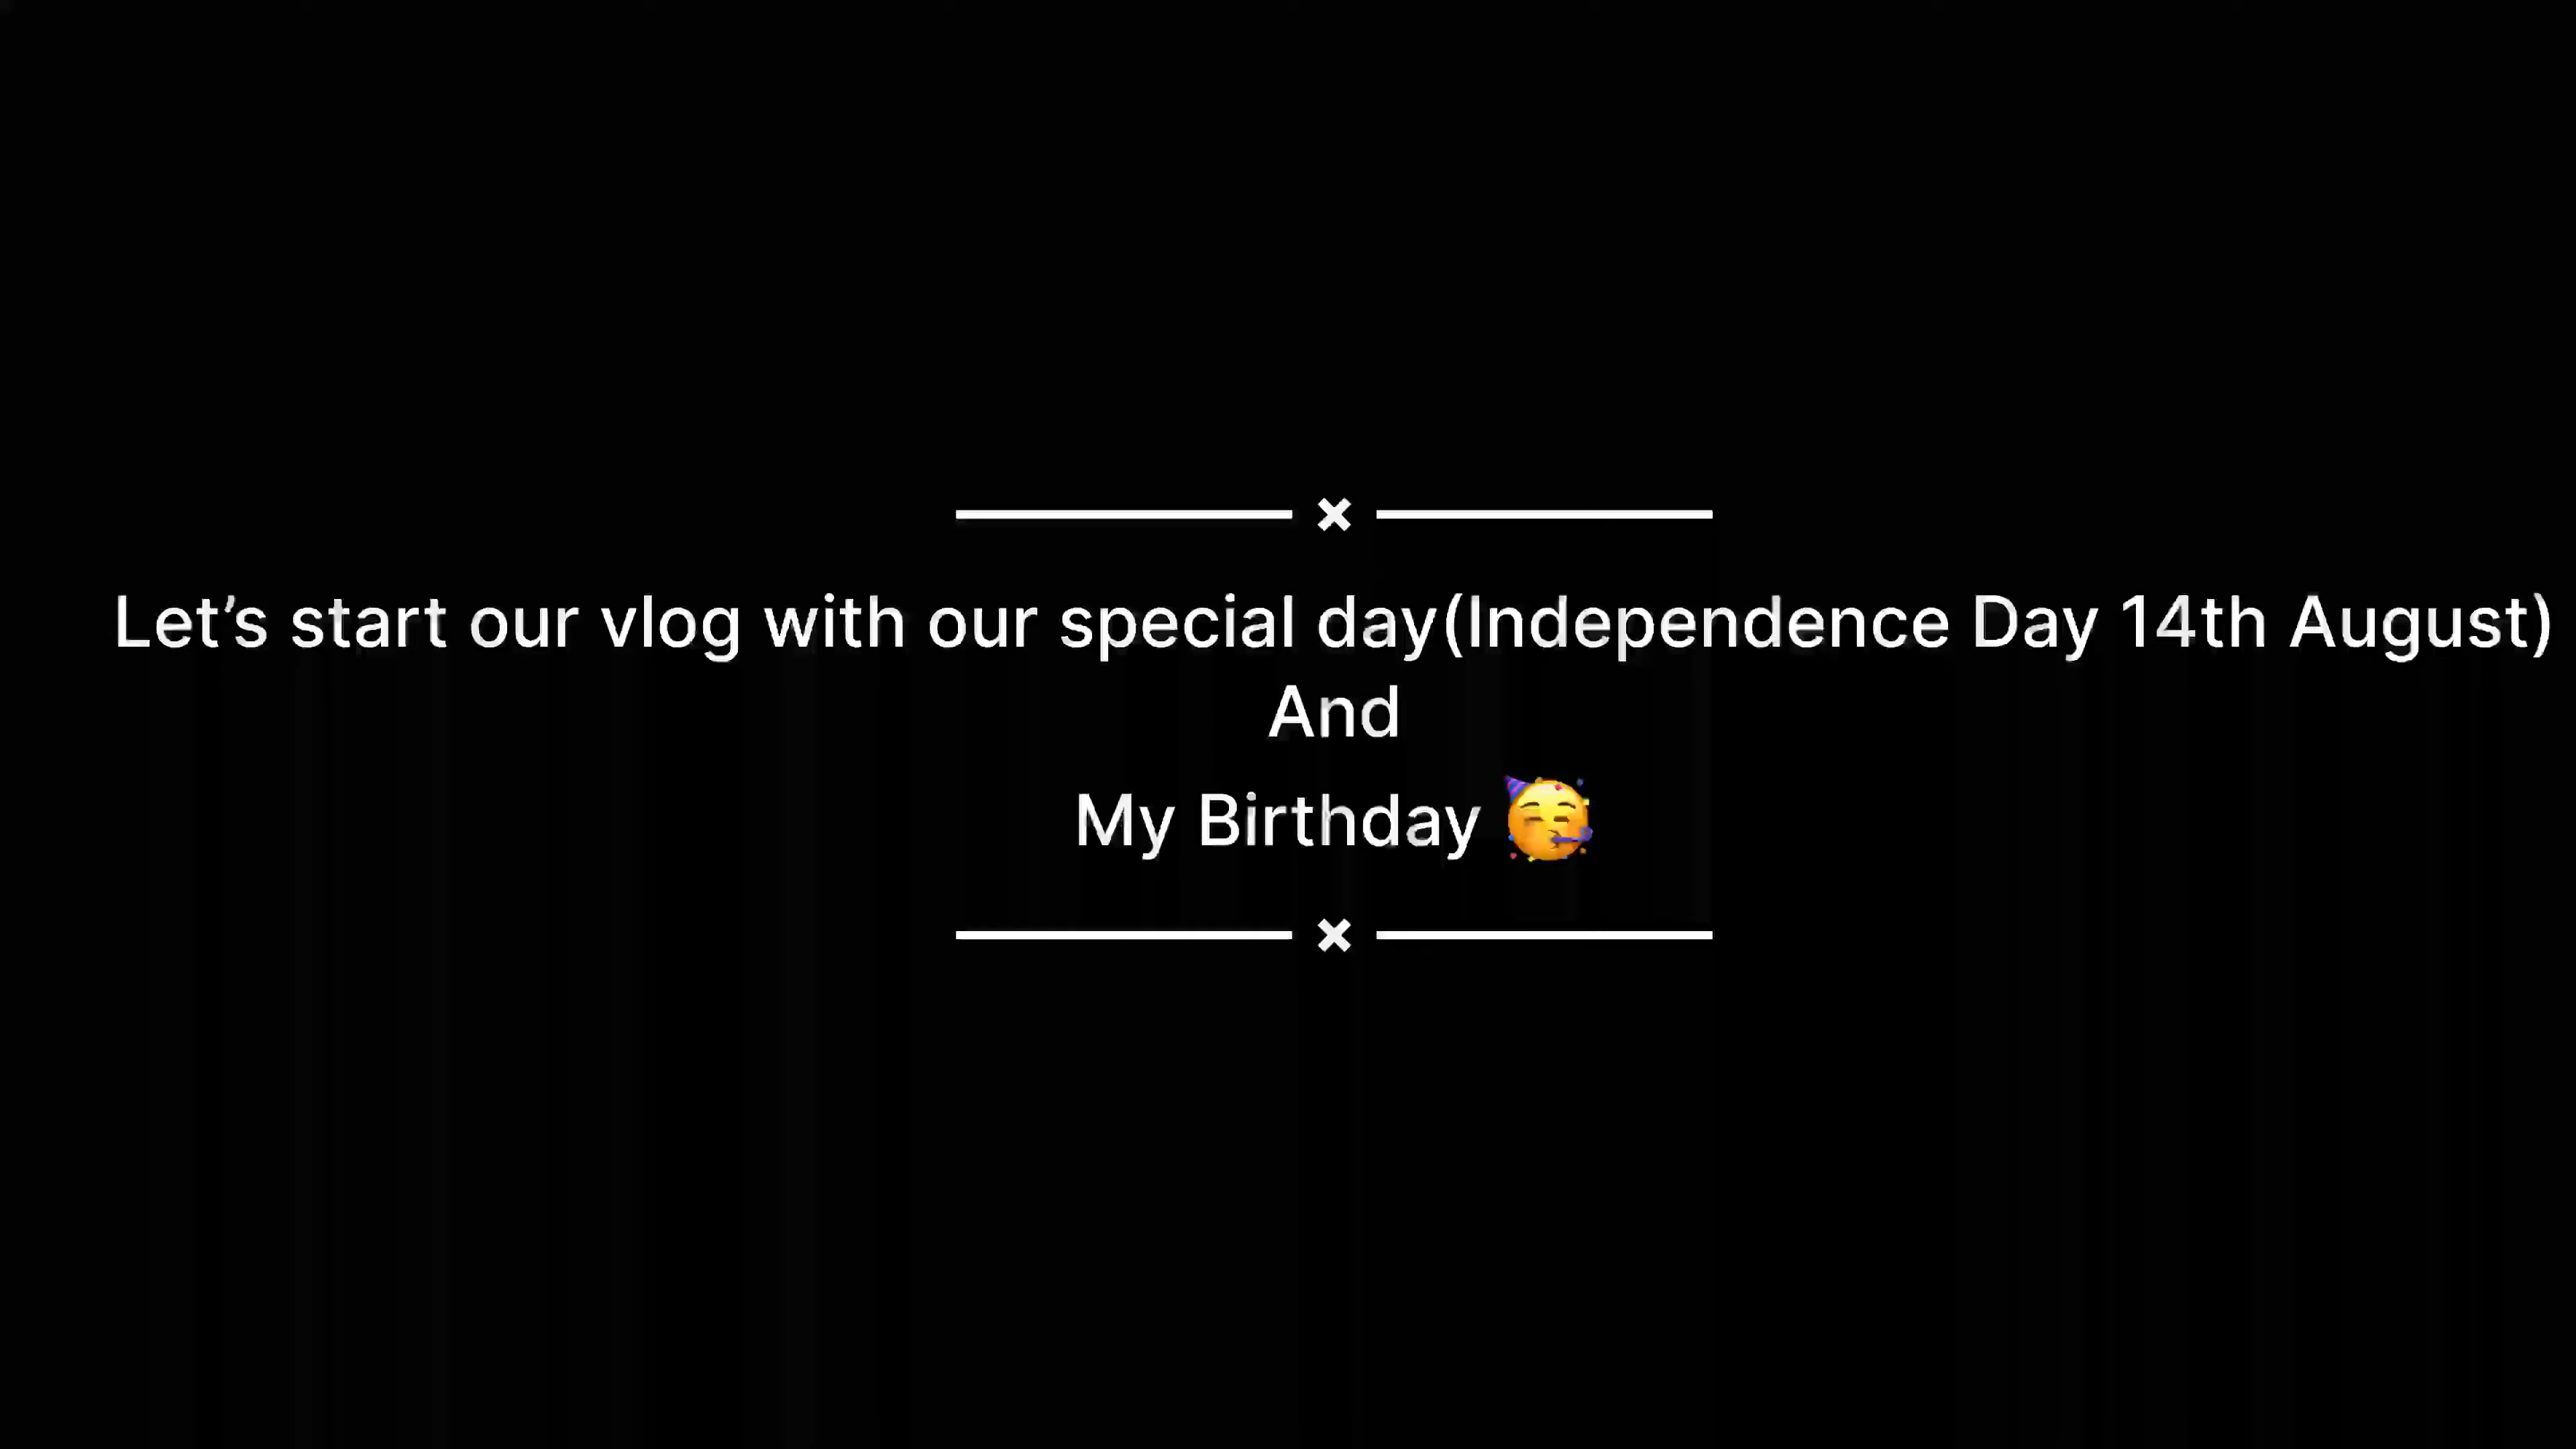 Let’s start our vlog with our special day(Independence Day 14th August)
And
My Birthday 🥳